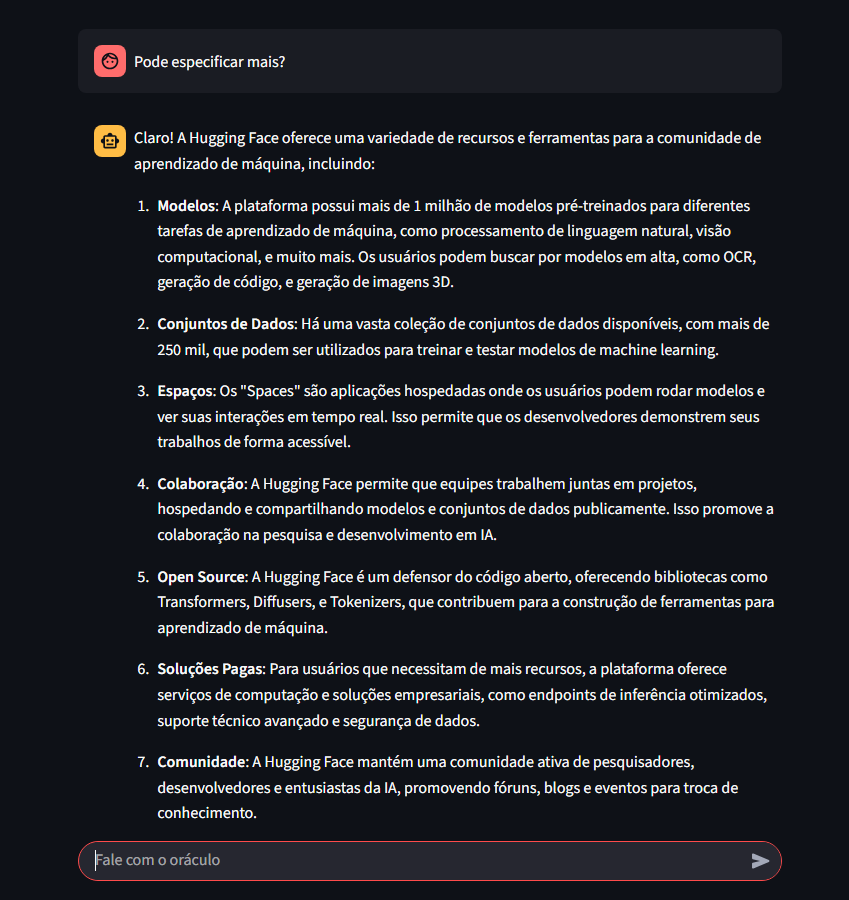 Pode especificar mais?
Claro! A Hugging Face oferece uma variedade de recursos e ferramentas para a comunidade de
aprendizado de máquina, incluindo:
1. Modelos: A plataforma possui mais de 1 milhão de modelos pré-treinados para diferentes
tarefas de aprendizado de máquina, como processamento de linguagem natural, visão
computacional, e muito mais. Os usuários podem buscar por modelos em alta, como OCR,
geração de código, e geração de imagens 3D.
2. Conjuntos de Dados: Há uma vasta coleção de conjuntos de dados disponíveis, com mais de
250 mil, que podem ser utilizados para treinar e testar modelos de machine learning.
3. Espaços: Os "Spaces" são aplicações hospedadas onde os usuários podem rodar modelos e
ver suas interações em tempo real. Isso permite que os desenvolvedores demonstrem seus
trabalhos de forma acessível.
4. Colaboração: A Hugging Face permite que equipes trabalhem juntas em projetos,
hospedando e compartilhando modelos e conjuntos de dados publicamente. Isso promove a
colaboração na pesquisa e desenvolvimento em IA.
5. Open Source: A Hugging Face é um defensor do código aberto, oferecendo bibliotecas como
Transformers, Diffusers, e Tokenizers, que contribuem para a construção de ferramentas para
aprendizado de máquina.
6. Soluções Pagas: Para usuários que necessitam de mais recursos, a plataforma oferece
serviços de computação e soluções empresariais, como endpoints de inferência otimizados,
suporte técnico avançado e segurança de dados.
7. Comunidade: A Hugging Face mantém uma comunidade ativa de pesquisadores,
desenvolvedores e entusiastas da IA, promovendo fóruns, blogs e eventos para troca de
conhecimento.
Fale com o oráculo